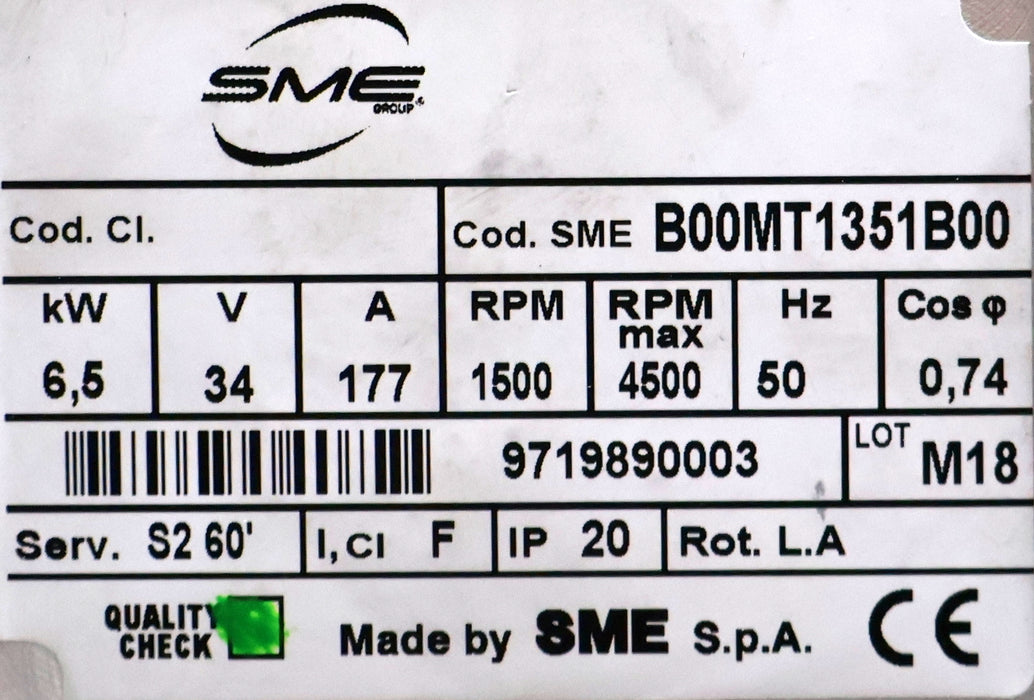 SME
GROUP®
Cod. Cl.
Cod. SME B00MT1351B00
kW V A RPM RPM max Hz Cos φ
6,5 34 177 1500 4500 50 0,74
9719890003
LOT M18
Serv. S2 60' I,Cl F IP 20 Rot. L.A
QUALITY
CHECK
Made by SME S.p.A. CE